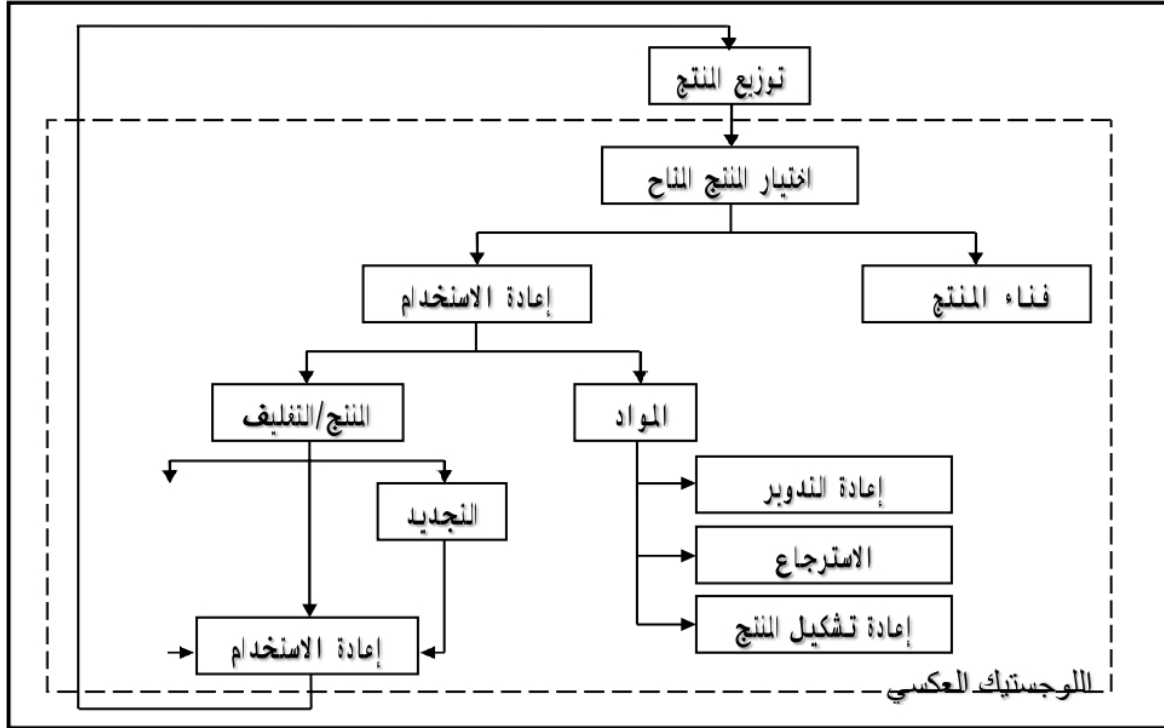 توزيع المنتج
اختيار المنتج المتاح
إعادة الاستخدام
فناء المنتج
المنتج/التغليف
المواد
إعادة التدوير
التجديد
الاسترجاع
إعادة تشكيل المنتج
إعادة الاستخدام
اللوجستيك العكسي